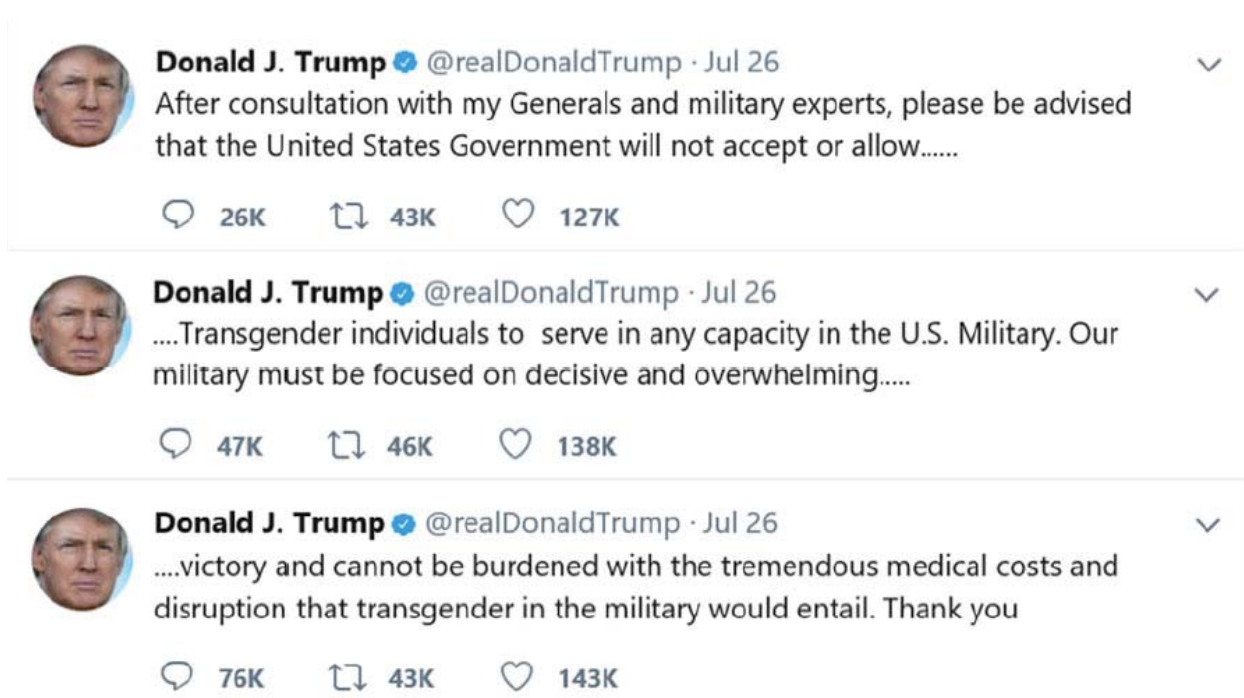 Donald J. Trump @realDonaldTrump · Jul 26
After consultation with my Generals and military experts, please be advised
that the United States Government will not accept or allow......
26K 43K 127K
Donald J. Trump @realDonaldTrump · Jul 26
....Transgender individuals to serve in any capacity in the U.S. Military. Our
military must be focused on decisive and overwhelming.....
47K 46K 138K
Donald J. Trump @realDonaldTrump · Jul 26
....victory and cannot be burdened with the tremendous medical costs and
disruption that transgender in the military would entail. Thank you
76K 43K 143K